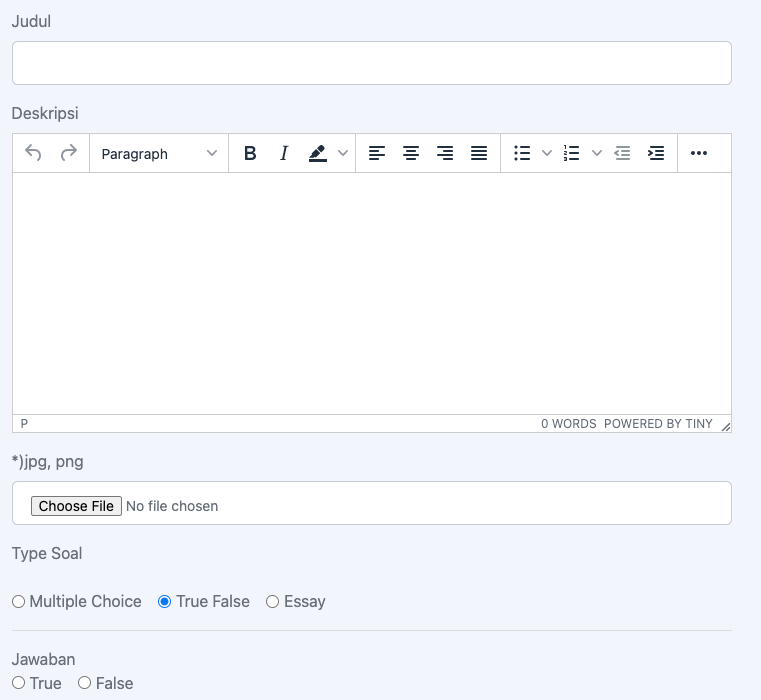 Judul
Deskripsi
Paragraph B I
P 0 WORDS POWERED BY TINY
*)jpg, png
Choose File No file chosen
Type Soal
Multiple Choice True False Essay
Jawaban
True False